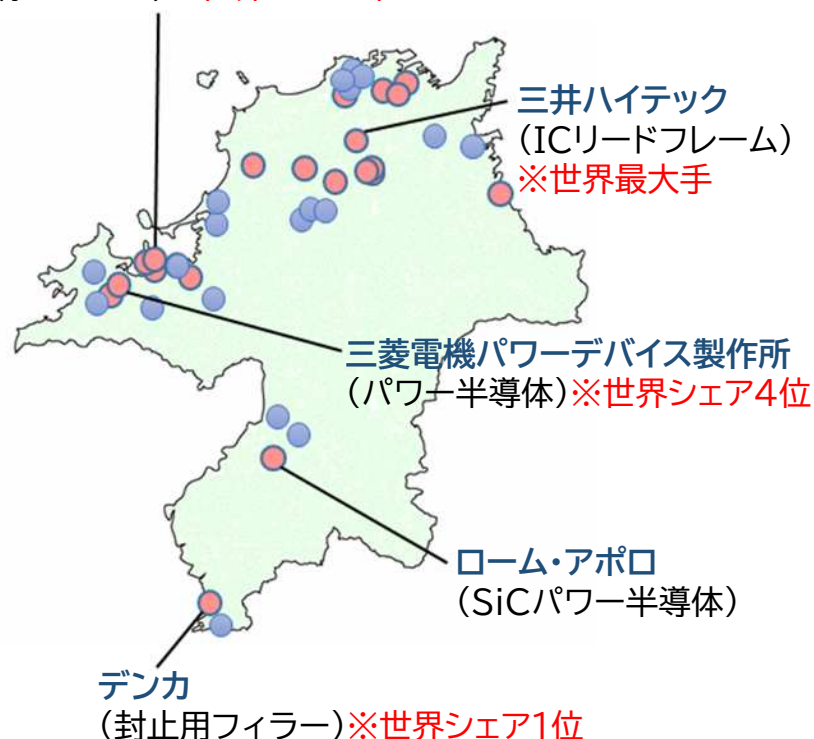 三井ハイテック
（ICリードフレーム）
※世界最大手
三菱電機パワーデバイス製作所
（パワー半導体）※世界シェア4位
ローム・アポロ
（SiCパワー半導体）
デンカ
（封止用フィラー）※世界シェア1位